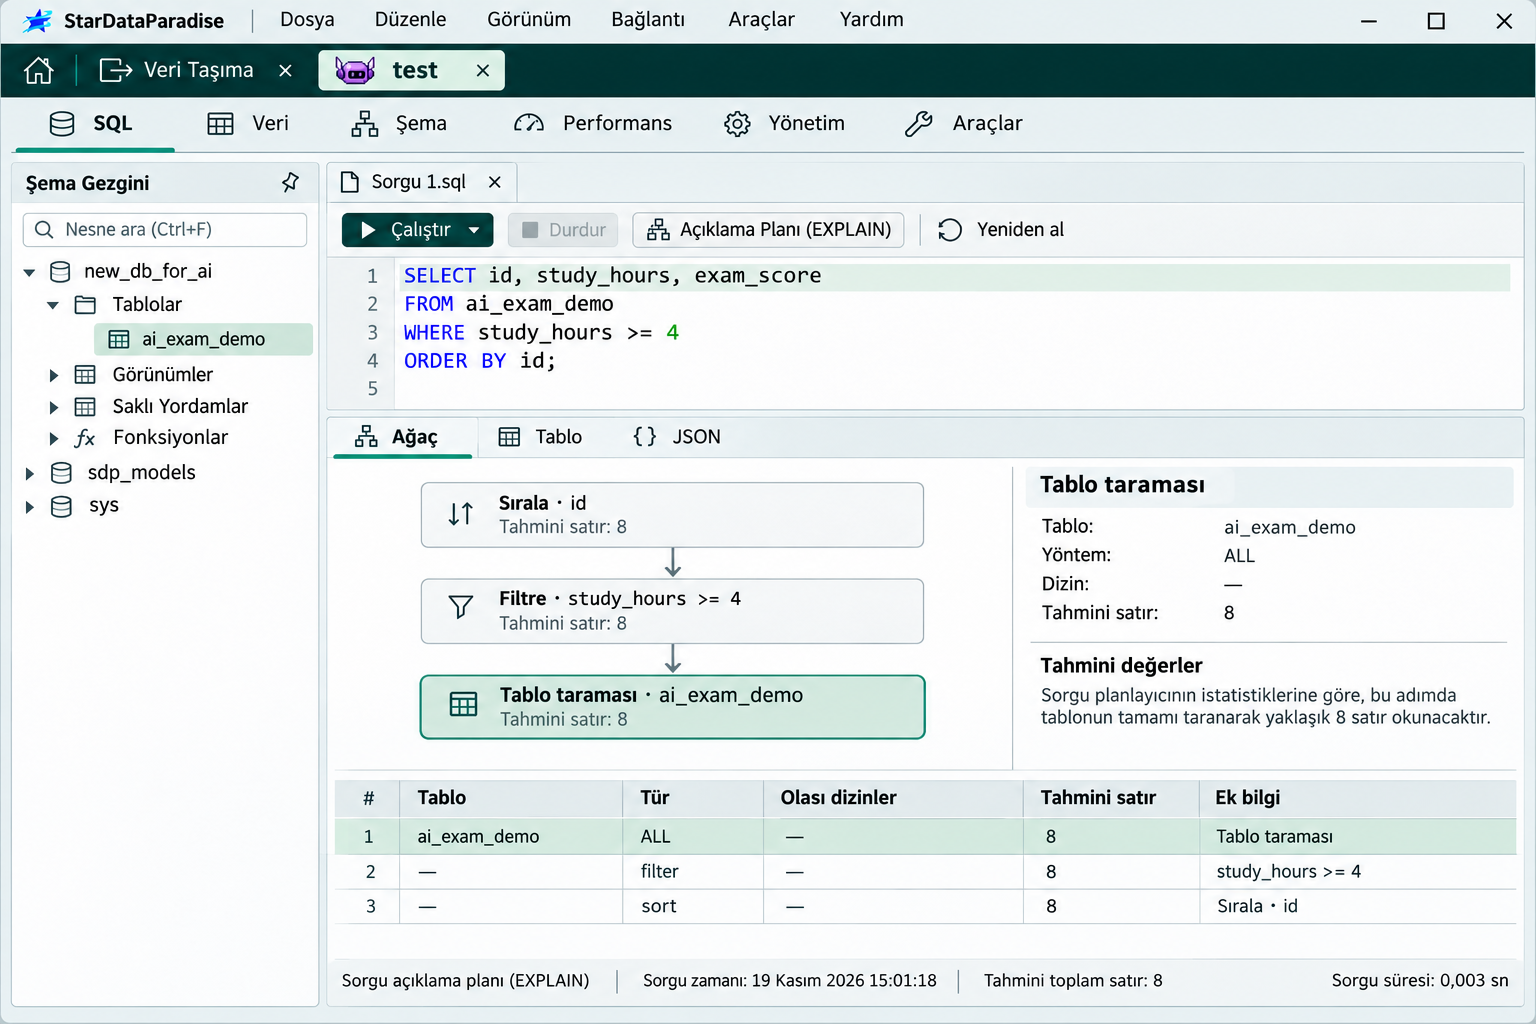 StarDataParadise
Dosya Düzenle Görünüm Bağlantı Araçlar Yardım
Veri Taşıma
test
SQL Veri Şema Performans Yönetim Araçlar
Şema Gezgini
Nesne ara (Ctrl+F)
new_db_for_ai
Tablolar
ai_exam_demo
Görünümler
Saklı Yordamlar
fx Fonksiyonlar
sdp_models
sys
Sorgu 1.sql
Çalıştır Durdur Açıklama Planı (EXPLAIN) Yeniden al
1 SELECT id, study_hours, exam_score
2 FROM ai_exam_demo
3 WHERE study_hours >= 4
4 ORDER BY id;
5
Ağaç Tablo {} JSON
Sırala · id
Tahmini satır: 8
Filtre · study_hours >= 4
Tahmini satır: 8
Tablo taraması · ai_exam_demo
Tahmini satır: 8
Tablo taraması
Tablo: ai_exam_demo
Yöntem: ALL
Dizin: —
Tahmini satır: 8
Tahmini değerler
Sorgu planlayıcının istatistiklerine göre, bu adımda
tablonun tamamı taranarak yaklaşık 8 satır okunacaktır.
# Tablo Tür Olası dizinler Tahmini satır Ek bilgi
1 ai_exam_demo ALL — 8 Tablo taraması
2 — filter — 8 study_hours >= 4
3 — sort — 8 Sırala · id
Sorgu açıklama planı (EXPLAIN) Sorgu zamanı: 19 Kasım 2026 15:01:18 Tahmini toplam satır: 8 Sorgu süresi: 0,003 sn